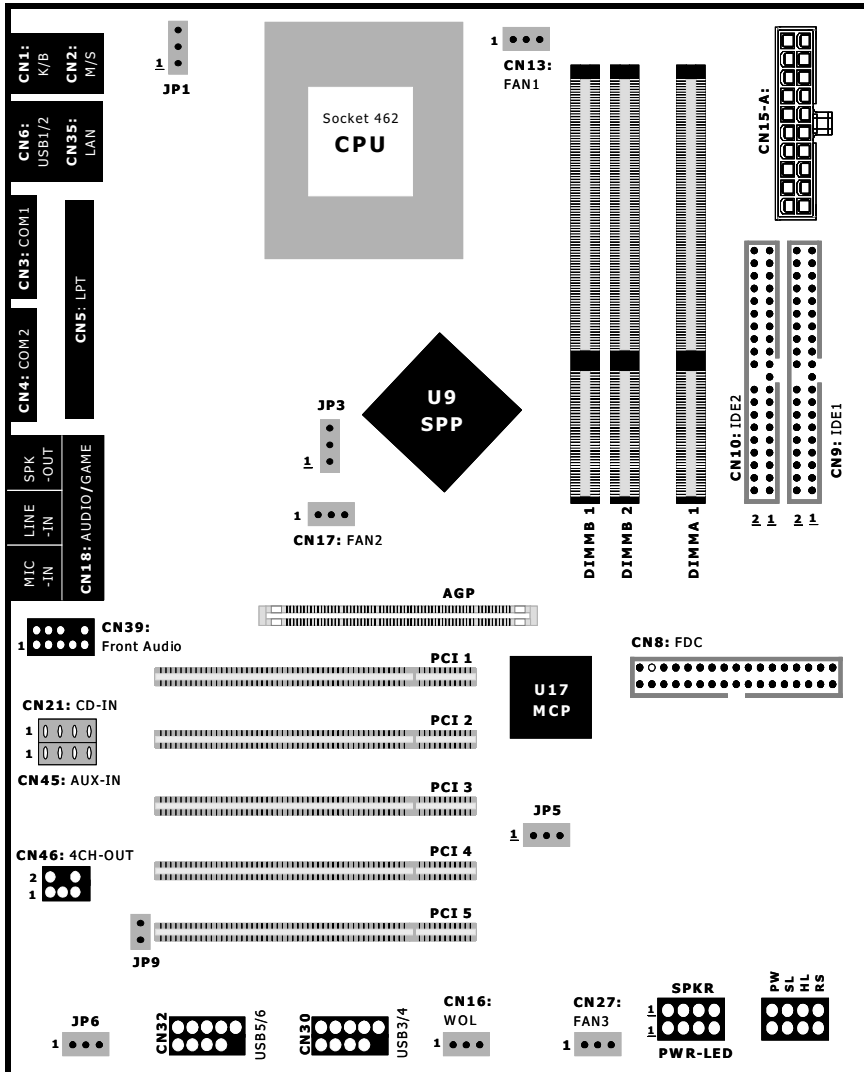 CN1:
K/B
CN2:
M/S
1
JP1
1
CN13:
FAN1
CN15-A:
Socket 462
CPU
CN6:
USB1/2
CN35:
LAN
CN3: COM1
CN5: LPT
CN4: COM2
U9
SPP
JP3
1
CN10: IDE2
CN9: IDE1
SPK
-OUT
LINE
-IN
MIC
-IN
CN18: AUDIO/GAME
1
CN17: FAN2
DIMMB 1
DIMMB 2
DIMMA 1
2 1
2 1
AGP
CN39:
1 Front Audio
CN8: FDC
PCI 1
U17
MCP
CN21: CD-IN
1
1
CN45: AUX-IN
PCI 2
PCI 3
JP5
1
CN46: 4CH-OUT
2
1
PCI 4
PCI 5
JP9
JP6
1
CN32
USB5/6
CN30
USB3/4
CN16:
WOL
1
CN27:
FAN3
1
SPKR
1
1
PWR-LED
PW
SL
HL
RS